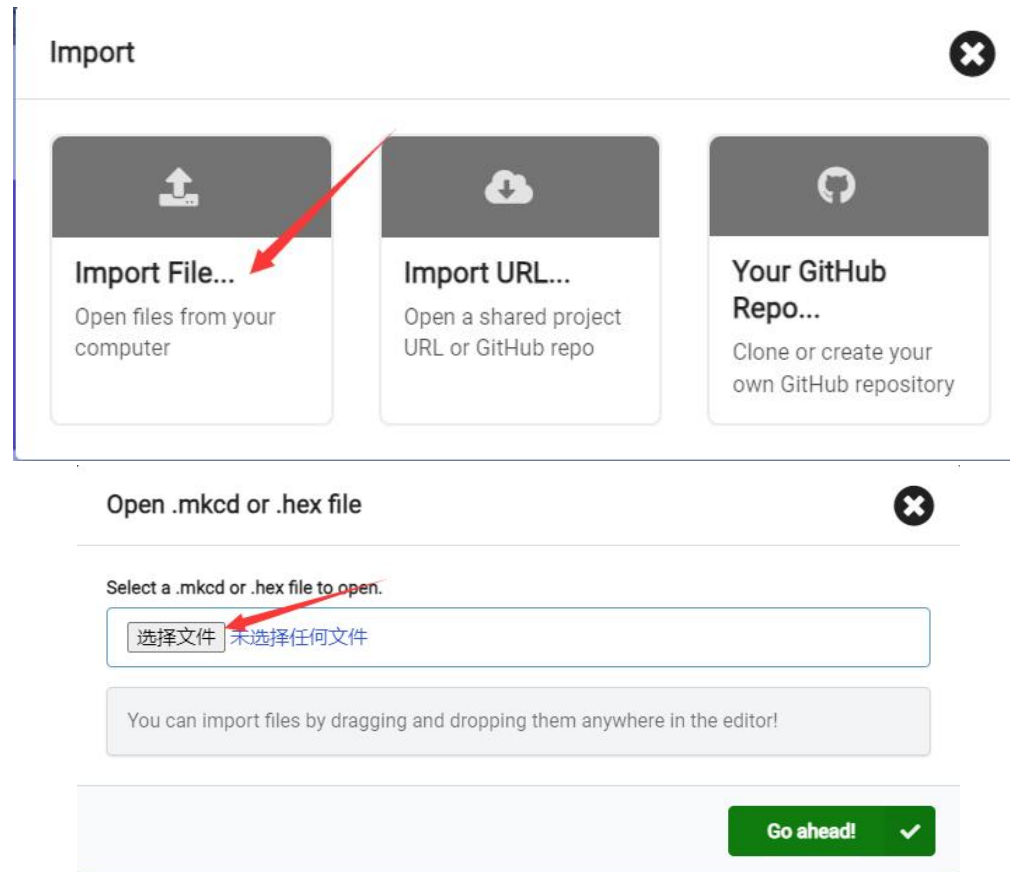 Import
Import File...
Open files from your
computer
Import URL...
Open a shared project
URL or GitHub repo
Your GitHub
Repo...
Clone or create your
own GitHub repository
Open .mkcd or .hex file
Select a .mkcd or .hex file to open.
选择文件 未选择任何文件
You can import files by dragging and dropping them anywhere in the editor!
Go ahead!